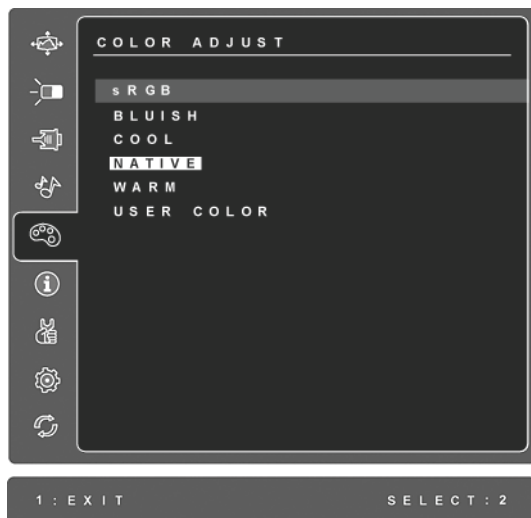 COLOR ADJUST
sRGB
BLUISH
COOL
NATIVE
WARM
USER COLOR
1:EXIT SELECT:2